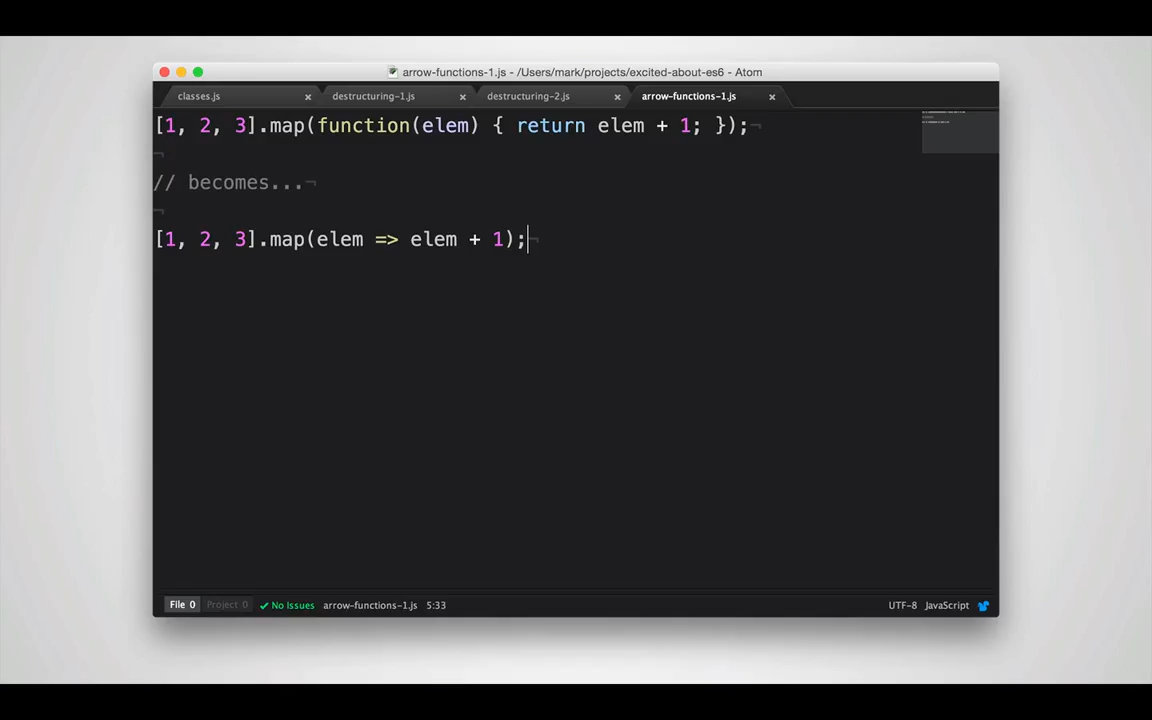 arrow-functions-1.js - /Users/mark/projects/excited-about-es6 - Atom
classes.js × destructuring-1.js × destructuring-2.js × arrow-functions-1.js ×
[1, 2, 3].map(function(elem) { return elem + 1; });¬
¬
// becomes...¬
¬
[1, 2, 3].map(elem => elem + 1);¬
File 0 Project 0 ✓ No Issues arrow-functions-1.js 5:33 UTF-8 JavaScript